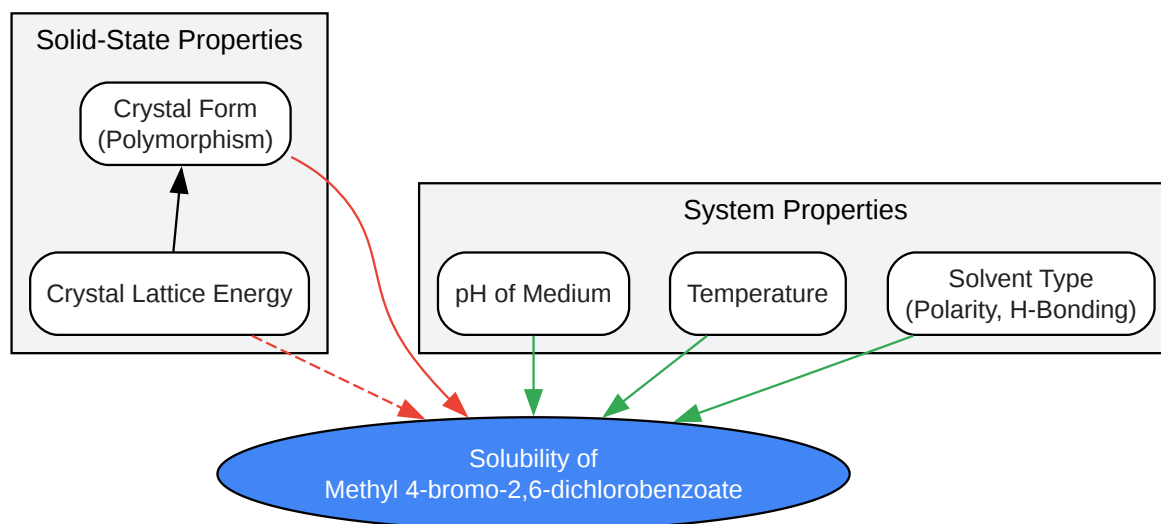 Solid-State Properties
Crystal Form
(Polymorphism)
Crystal Lattice Energy
System Properties
pH of Medium
Temperature
Solvent Type
(Polarity, H-Bonding)
Solubility of
Methyl 4-bromo-2,6-dichlorobenzoate